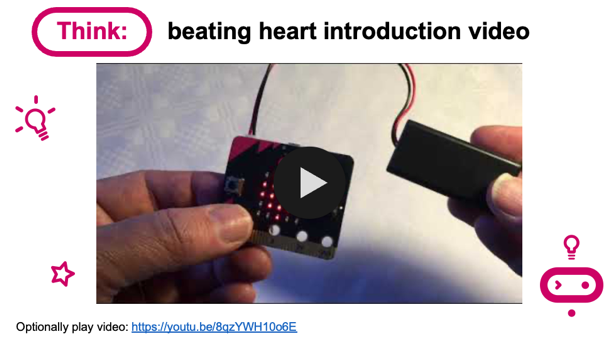 Think:
beating heart introduction video
Optionally play video: https://youtu.be/8qzYWH10o6E